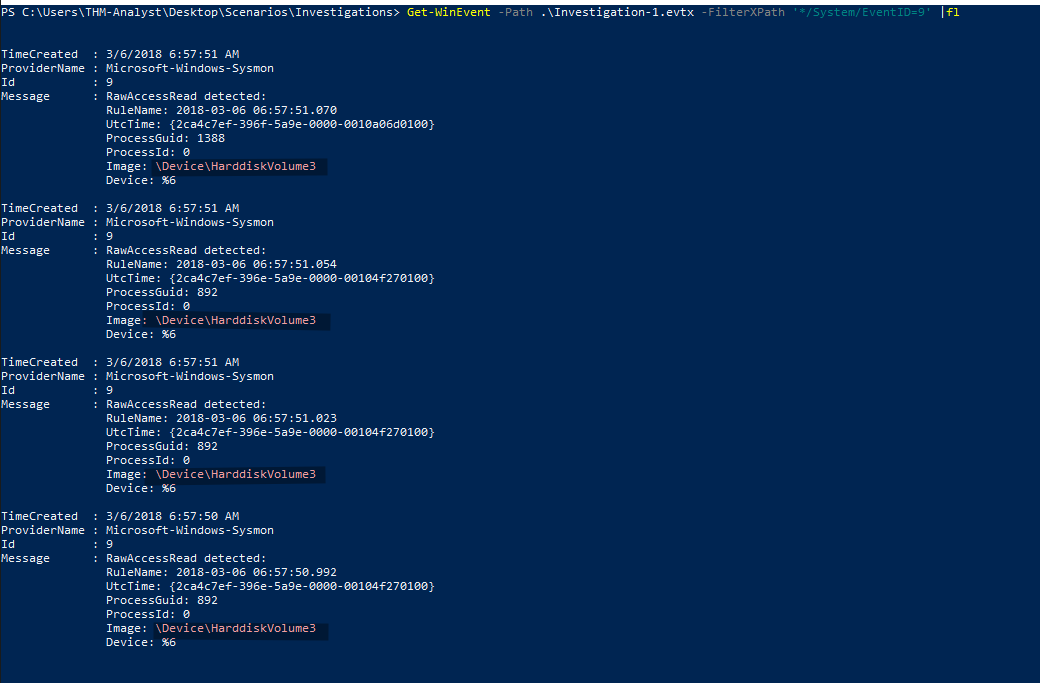 PS C:\Users\THM-Analyst\Desktop\Scenarios\Investigations> Get-WinEvent -Path .\Investigation-1.evtx -FilterXPath '*/System/EventID=9' |fl
TimeCreated  : 3/6/2018 6:57:51 AM
ProviderName : Microsoft-Windows-Sysmon
Id           : 9
Message      : RawAccessRead detected:
               RuleName: 2018-03-06 06:57:51.070
               UtcTime: {2ca4c7ef-396f-5a9e-0000-0010a06d0100}
               ProcessGuid: 1388
               ProcessId: 0
               Image: \Device\HarddiskVolume3
               Device: %6
TimeCreated  : 3/6/2018 6:57:51 AM
ProviderName : Microsoft-Windows-Sysmon
Id           : 9
Message      : RawAccessRead detected:
               RuleName: 2018-03-06 06:57:51.054
               UtcTime: {2ca4c7ef-396e-5a9e-0000-00104f270100}
               ProcessGuid: 892
               ProcessId: 0
               Image: \Device\HarddiskVolume3
               Device: %6
TimeCreated  : 3/6/2018 6:57:51 AM
ProviderName : Microsoft-Windows-Sysmon
Id           : 9
Message      : RawAccessRead detected:
               RuleName: 2018-03-06 06:57:51.023
               UtcTime: {2ca4c7ef-396e-5a9e-0000-00104f270100}
               ProcessGuid: 892
               ProcessId: 0
               Image: \Device\HarddiskVolume3
               Device: %6
TimeCreated  : 3/6/2018 6:57:50 AM
ProviderName : Microsoft-Windows-Sysmon
Id           : 9
Message      : RawAccessRead detected:
               RuleName: 2018-03-06 06:57:50.992
               UtcTime: {2ca4c7ef-396e-5a9e-0000-00104f270100}
               ProcessGuid: 892
               ProcessId: 0
               Image: \Device\HarddiskVolume3
               Device: %6